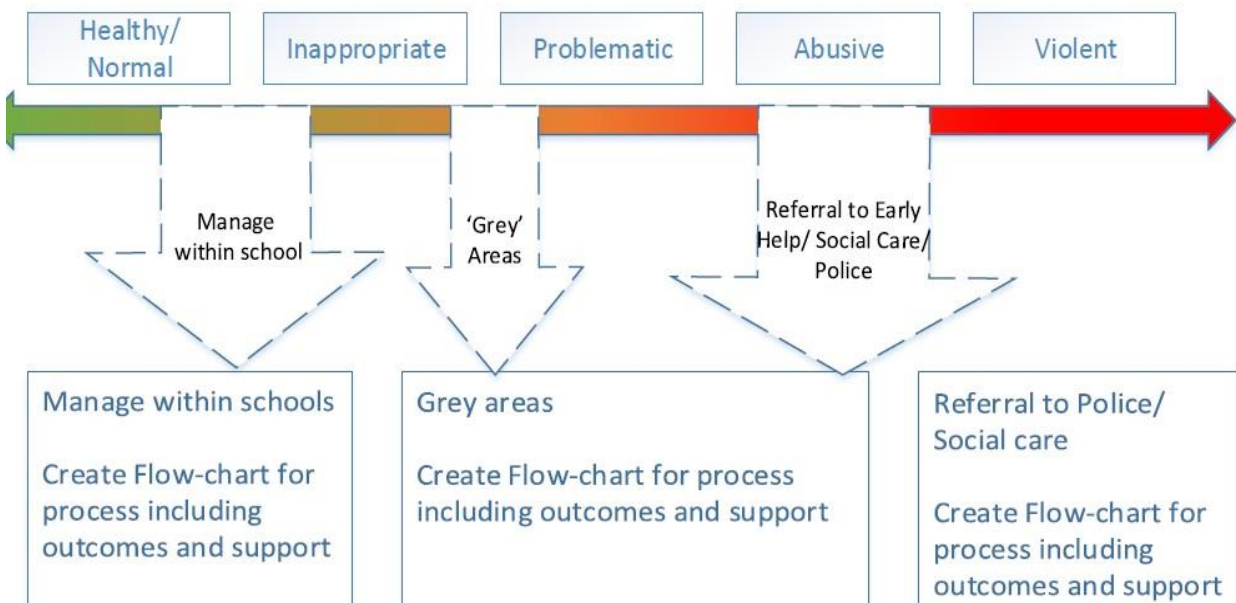 Healthy/
Normal
Inappropriate
Problematic
Abusive
Violent
Manage
within school
‘Grey’
Areas
Referral to Early
Help/ Social Care/
Police
Manage within schools
Create Flow-chart for
process including
outcomes and support
Grey areas
Create Flow-chart for process
including outcomes and support
Referral to Police/
Social care
Create Flow-chart for
process including
outcomes and support